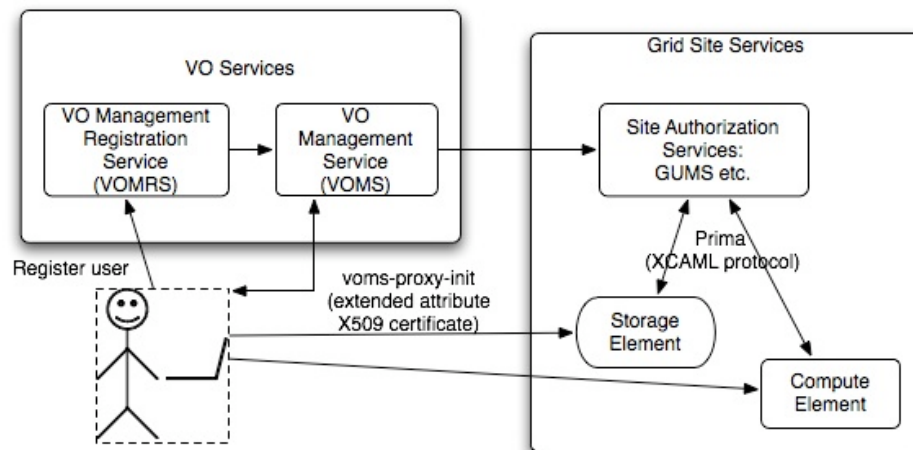 VO Services
VO Management
Registration
Service
(VOMRS)
VO
Management
Service
(VOMS)
Register user
voms-proxy-init
(extended attribute
X509 certificate)
Grid Site Services
Site Authorization
Services:
GUMS etc.
Prima
(XCAML protocol)
Storage
Element
Compute
Element